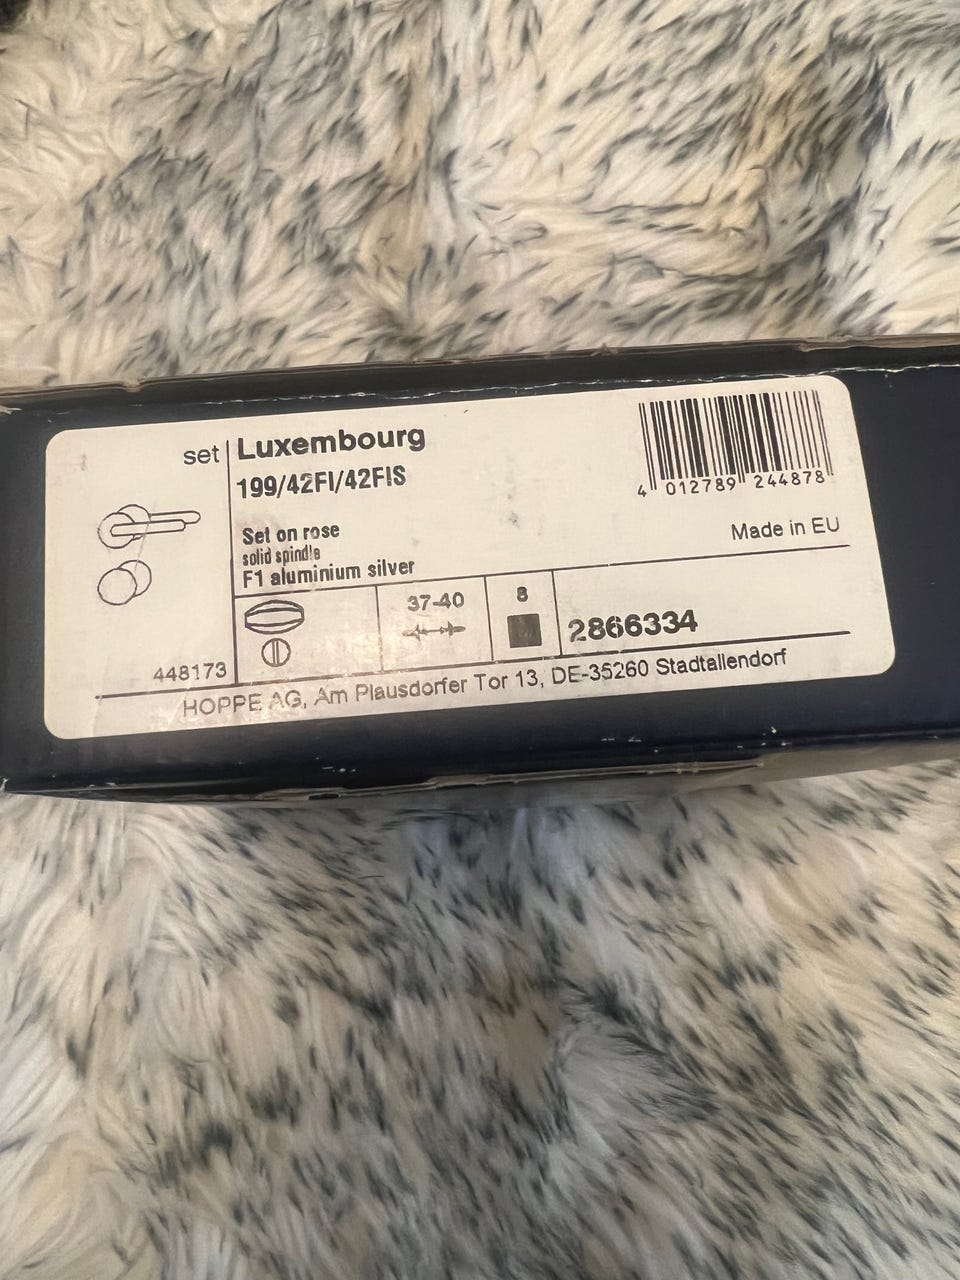 set
Luxembourg
199/42FI/42FIS
Set on rose
solid spindle
F1 aluminium silver
4 012789 244878
Made in EU
37-40
8
2866334
448173
HOPPE AG, Am Plausdorfer Tor 13, DE-35260 Stadtallendorf